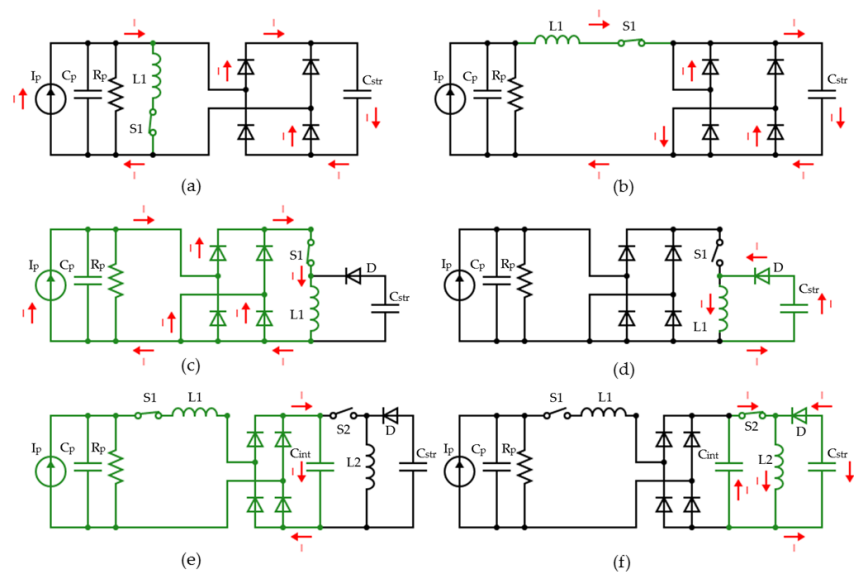 I I L1 S1 I I
Ip Cp Rp L1 I Cstr Ip Cp Rp I Cstr
I S1 I I I I I
I I I I
(a) (b)
I I
Ip Cp Rp I S1 I D Cstr Ip Cp Rp S1 I D Cstr
I I I L1 I L1 I
I I I
(c) (d)
S1 L1 I S1 L1 I I
Ip Cp Rp Cint S2 D Cstr Ip Cp Rp Cint S2 D Cstr
I L2 I I L2 I
I I
(e) (f)